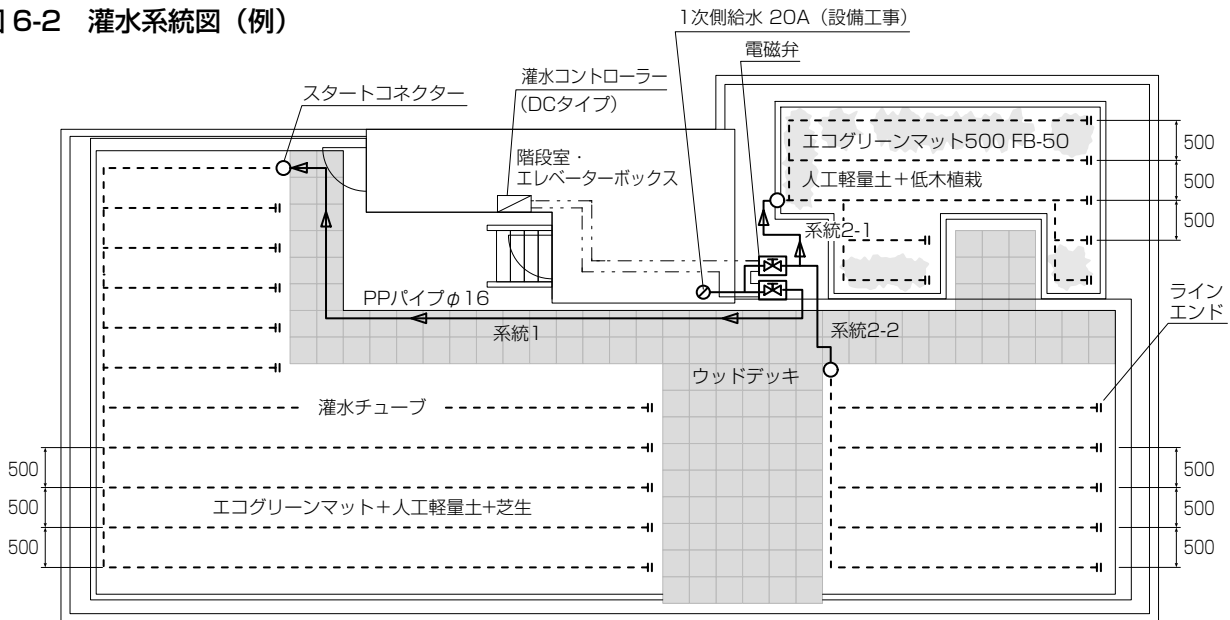 6-2 灌水系統図（例）
1次側給水 20A（設備工事）
電磁弁
灌水コントローラー
（DCタイプ）
スタートコネクター
階段室・
エレベーターボックス
エコグリーンマット500 FB-50
人工軽量土＋低木植栽
500
500
500
系統2-1
PPパイプφ16
系統1
系統2-2
ライン
エンド
ウッドデッキ
灌水チューブ
500
500
500
エコグリーンマット＋人工軽量土＋芝生
500
500
500